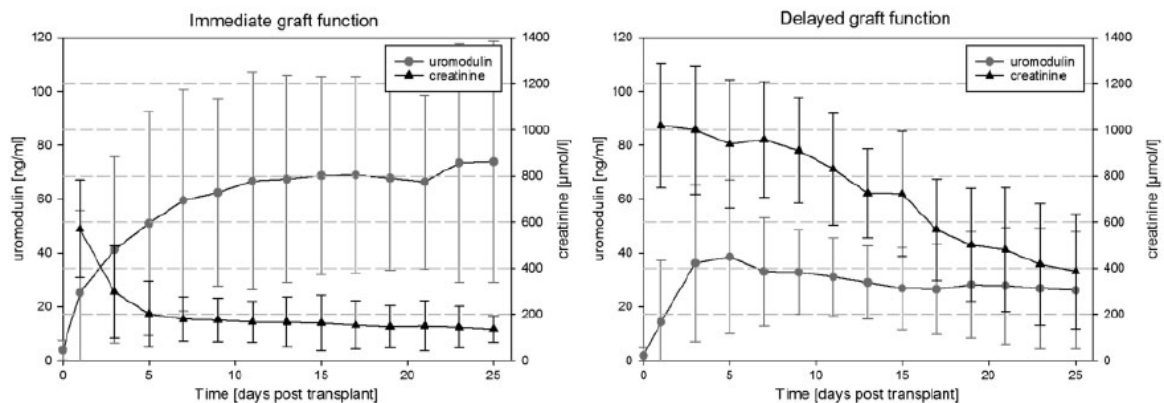 Immediate graft function
120
100
80
60
40
20
0
uromodulin [ng/ml]
1400
1200
1000
800
600
400
200
0
creatinine [µmol/l]
uromodulin
creatinine
0 5 10 15 20 25
Time [days post transplant]
Delayed graft function
120
100
80
60
40
20
0
uromodulin [ng/ml]
1400
1200
1000
800
600
400
200
0
creatinine [µmol/l]
uromodulin
creatinine
0 5 10 15 20 25
Time [days post transplant]